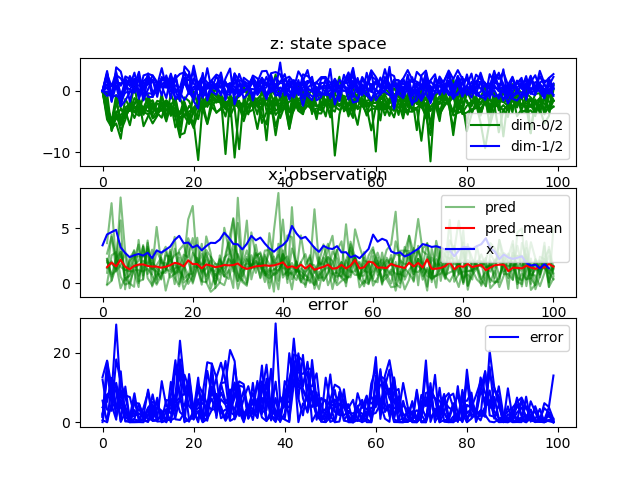 z: state space
0
−10
0 20 40 60 80 100
dim-0/2
dim-1/2
x: observation
5
0
0 20 40 60 80 100
pred
pred_mean
x
error
20
0
0 20 40 60 80 100
error